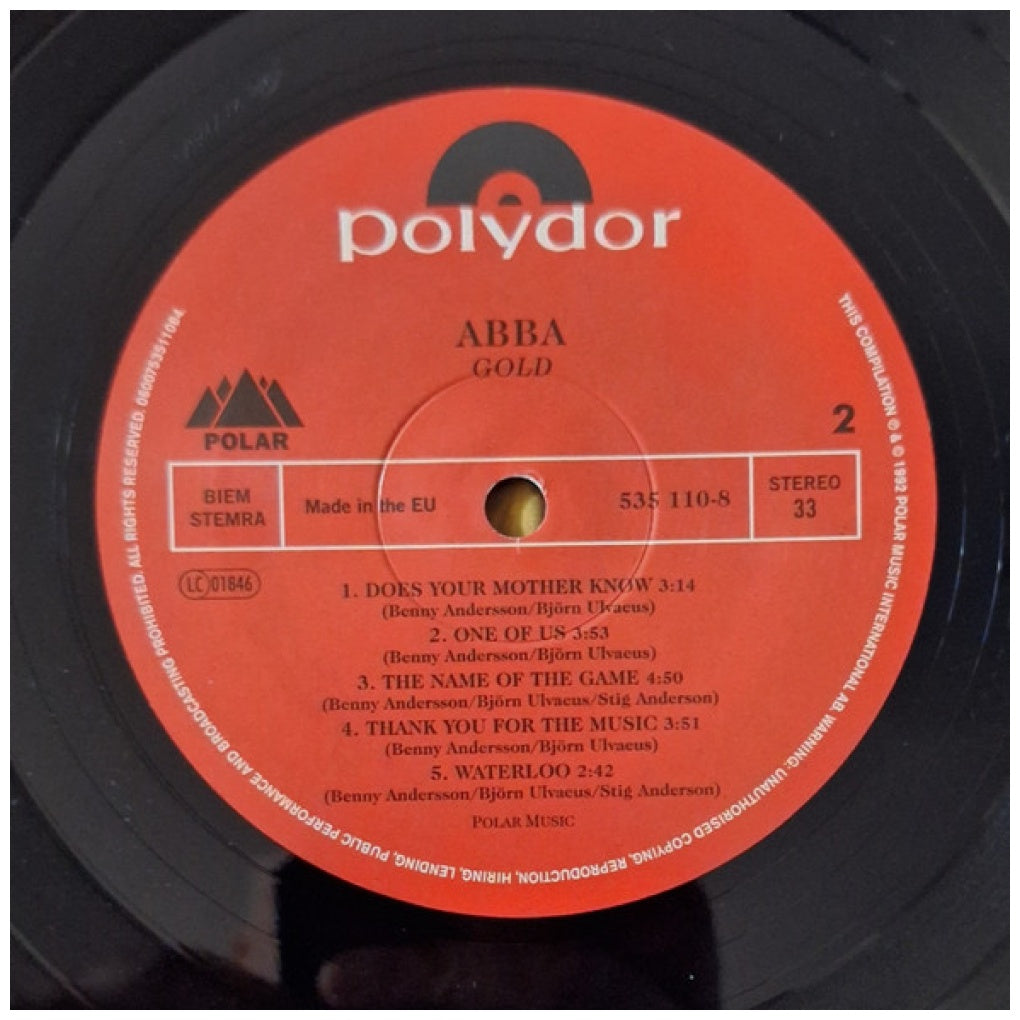 polydor
ABBA
GOLD
POLAR
2
BIEM
STEMRA
Made in the EU
535 110-8
STEREO
33
LC 01846
1. DOES YOUR MOTHER KNOW 3:14
(Benny Andersson/Björn Ulvaeus)
2. ONE OF US 3:53
(Benny Andersson/Björn Ulvaeus)
3. THE NAME OF THE GAME 4:50
(Benny Andersson/Björn Ulvaeus/Stig Anderson)
4. THANK YOU FOR THE MUSIC 3:51
(Benny Andersson/Björn Ulvaeus)
5. WATERLOO 2:42
(Benny Andersson/Björn Ulvaeus/Stig Anderson)
POLAR MUSIC
THIS COMPILATION ℗ & © 1992 POLAR MUSIC INTERNATIONAL AB. WARNING: UNAUTHORISED COPYING, REPRODUCTION, HIRING, LENDING, PUBLIC PERFORMANCE AND BROADCASTING PROHIBITED. ALL RIGHTS RESERVED. 0600753511084.